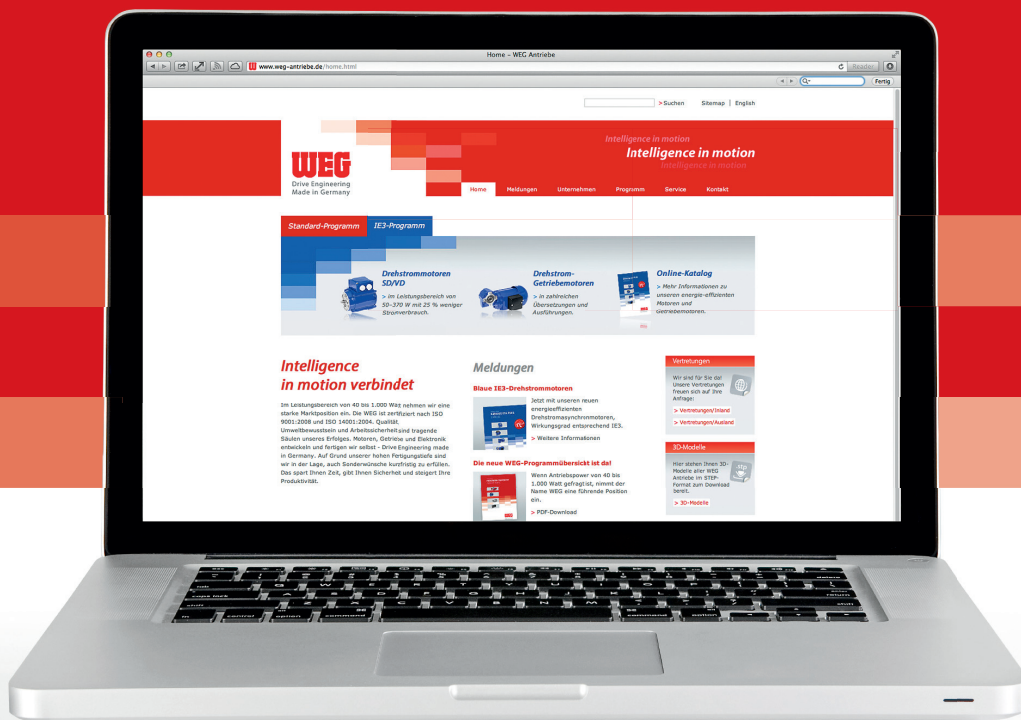 Home – WEG Antriebe
www.weg-antriebe.de/home.html
Reader
Fertig
> Suchen Sitemap | English
Intelligence in motion
Intelligence in motion
Intelligence in motion
WEG
Drive Engineering
Made in Germany
Home Meldungen Unternehmen Programm Service Kontakt
Standard-Programm IE3-Programm
Drehstrommotoren
SD/VD
> im Leistungsbereich von
50–370 W mit 25 % weniger
Stromverbrauch.
Drehstrom-
Getriebemotoren
> in zahlreichen
Übersetzungen und
Ausführungen.
Online-Katalog
> Mehr Informationen zu
unseren energie-effizienten
Motoren und
Getriebemotoren.
Intelligence
in motion verbindet
Im Leistungsbereich von 40 bis 1.000 Watt nehmen wir eine
starke Marktposition ein. Die WEG ist zertifiziert nach ISO
9001:2008 und ISO 14001:2004. Qualität,
Umweltbewusstsein und Arbeitssicherheit sind tragende
Säulen unseres Erfolges. Motoren, Getriebe und Elektronik
entwickeln und fertigen wir selbst - Drive Engineering made
in Germany. Auf Grund unserer hohen Fertigungstiefe sind
wir in der Lage, auch Sonderwünsche kurzfristig zu erfüllen.
Das spart Ihnen Zeit, gibt Ihnen Sicherheit und steigert Ihre
Produktivität.
Meldungen
Blaue IE3-Drehstrommotoren
Jetzt mit unseren neuen
energieeffizienten
Drehstromasynchronmotoren,
Wirkungsgrad entsprechend IE3.
> Weitere Informationen
Die neue WEG-Programmübersicht ist da!
Wenn Antriebspower von 40 bis
1.000 Watt gefragt ist, nimmt der
Name WEG eine führende Position
ein.
> PDF-Download
Vertretungen
Wir sind für Sie da!
Unsere Vertretungen
freuen sich auf Ihre
Anfrage:
> Vertretungen/Inland
> Vertretungen/Ausland
3D-Modelle
Hier stehen Ihnen 3D-
Modelle aller WEG
Antriebe im STEP-
Format zum Download
bereit.
> 3D-Modelle
.stp
caps lock
control option command
command option
return